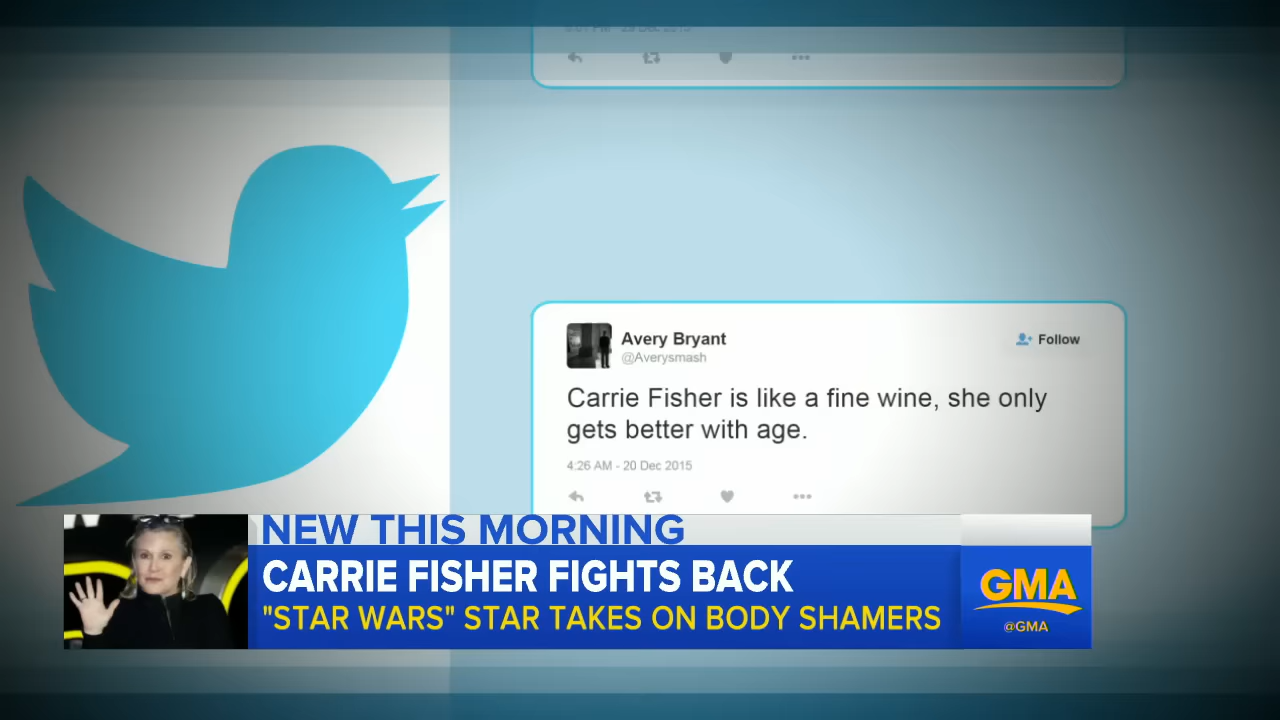 Avery Bryant
@Averysmash
Follow
Carrie Fisher is like a fine wine, she only
gets better with age.
4:26 AM - 20 Dec 2015
NEW THIS MORNING
CARRIE FISHER FIGHTS BACK
"STAR WARS" STAR TAKES ON BODY SHAMERS
GMA
@GMA